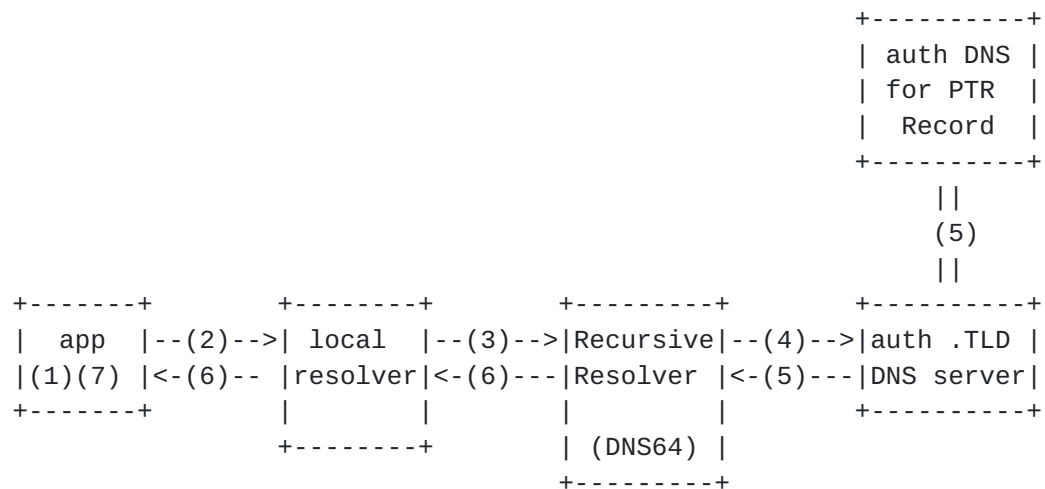 +----------+
                                                      | auth DNS |
                                                      | for PTR  |
                                                      |  Record  |
                                                      +----------+
                                                           ||
                                                           (5)
                                                           ||
+-------+        +--------+        +---------+        +----------+
|  app  |--(2)-->| local  |--(3)-->|Recursive|--(4)-->|auth .TLD |
|(1)(7) |<-(6)-- |resolver|<-(6)---|Resolver |<-(5)---|DNS server|
+-------+        |        |        |         |        +----------+
                 +--------+        | (DNS64) |
                                   +---------+